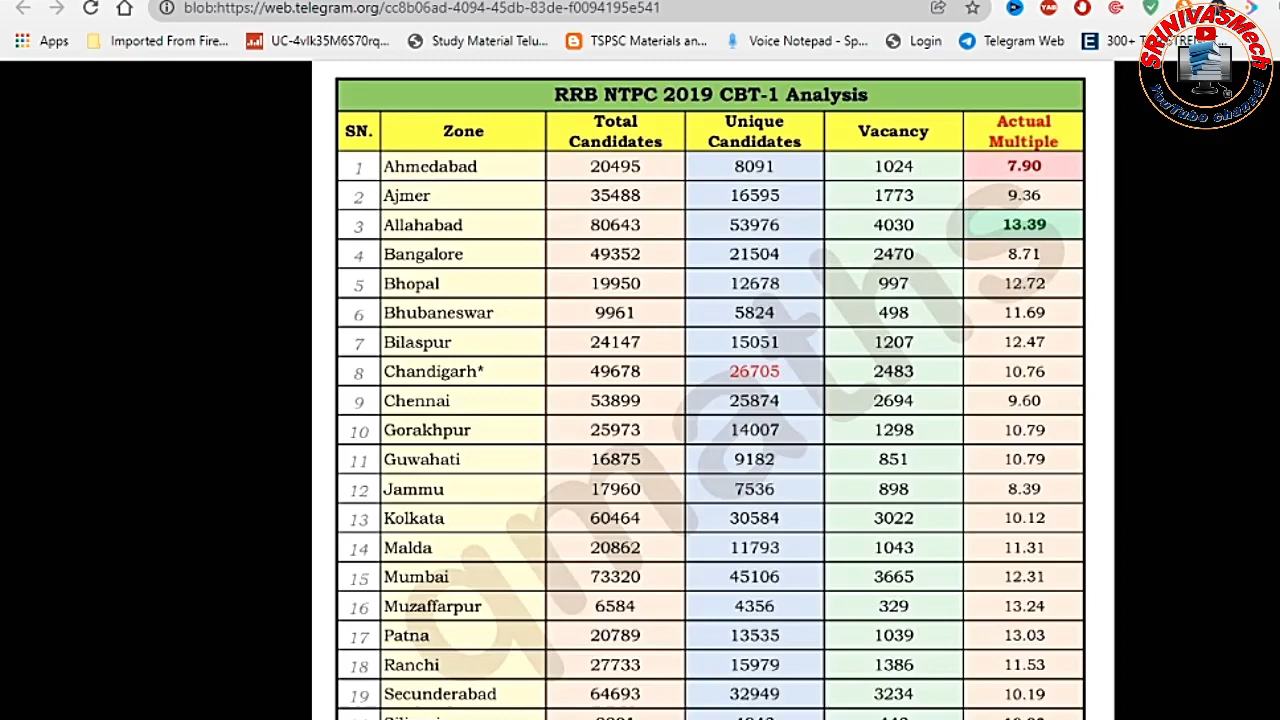 blob:https://web.telegram.org/cc8b06ad-4094-45db-83de-f0094195e541
Apps Imported From Fire... UC-4vIk35M6S70rq... Study Material Telu... TSPSC Materials an... Voice Notepad - Sp... Login Telegram Web 300+
SRINIVASMech
YouTube channel
RRB NTPC 2019 CBT-1 Analysis
SN. Zone Total Candidates Unique Candidates Vacancy Actual Multiple
1 Ahmedabad 20495 8091 1024 7.90
2 Ajmer 35488 16595 1773 9.36
3 Allahabad 80643 53976 4030 13.39
4 Bangalore 49352 21504 2470 8.71
5 Bhopal 19950 12678 997 12.72
6 Bhubaneswar 9961 5824 498 11.69
7 Bilaspur 24147 15051 1207 12.47
8 Chandigarh* 49678 26705 2483 10.76
9 Chennai 53899 25874 2694 9.60
10 Gorakhpur 25973 14007 1298 10.79
11 Guwahati 16875 9182 851 10.79
12 Jammu 17960 7536 898 8.39
13 Kolkata 60464 30584 3022 10.12
14 Malda 20862 11793 1043 11.31
15 Mumbai 73320 45106 3665 12.31
16 Muzaffarpur 6584 4356 329 13.24
17 Patna 20789 13535 1039 13.03
18 Ranchi 27733 15979 1386 11.53
19 Secunderabad 64693 32949 3234 10.19
qmaths